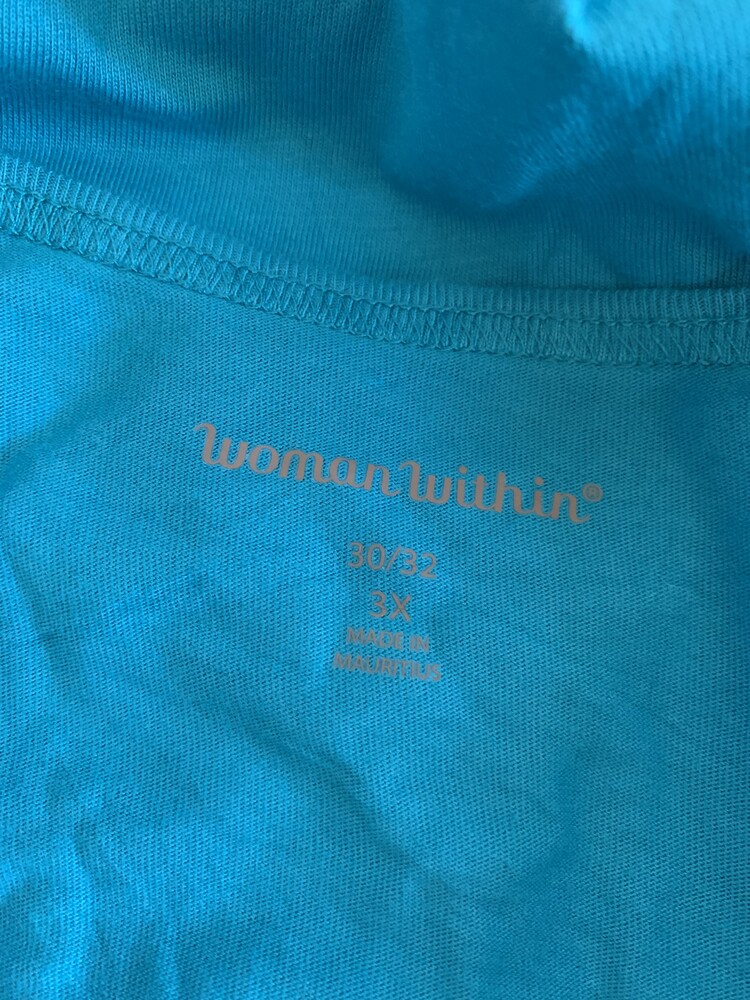 woman within®
30/32
3X
MADE IN
MAURITIUS